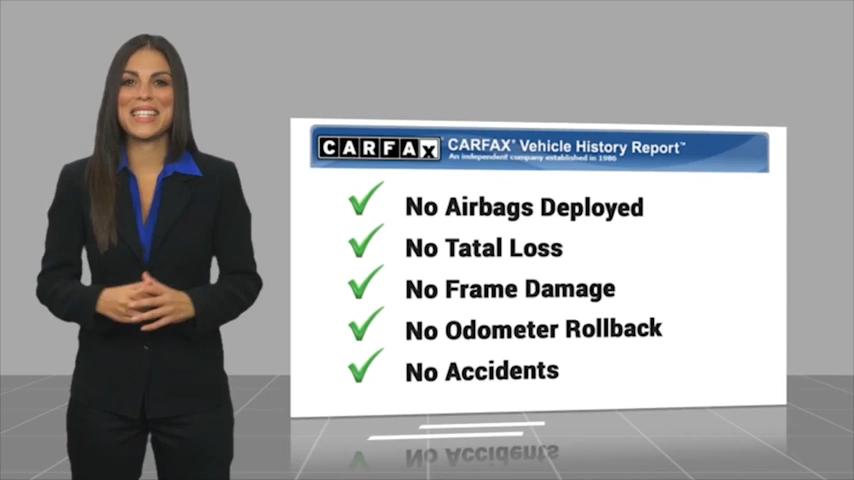 CARFAX CARFAX® Vehicle History Report™
An independent company established in 1986
No Airbags Deployed
No Tatal Loss
No Frame Damage
No Odometer Rollback
No Accidents
No Accidents